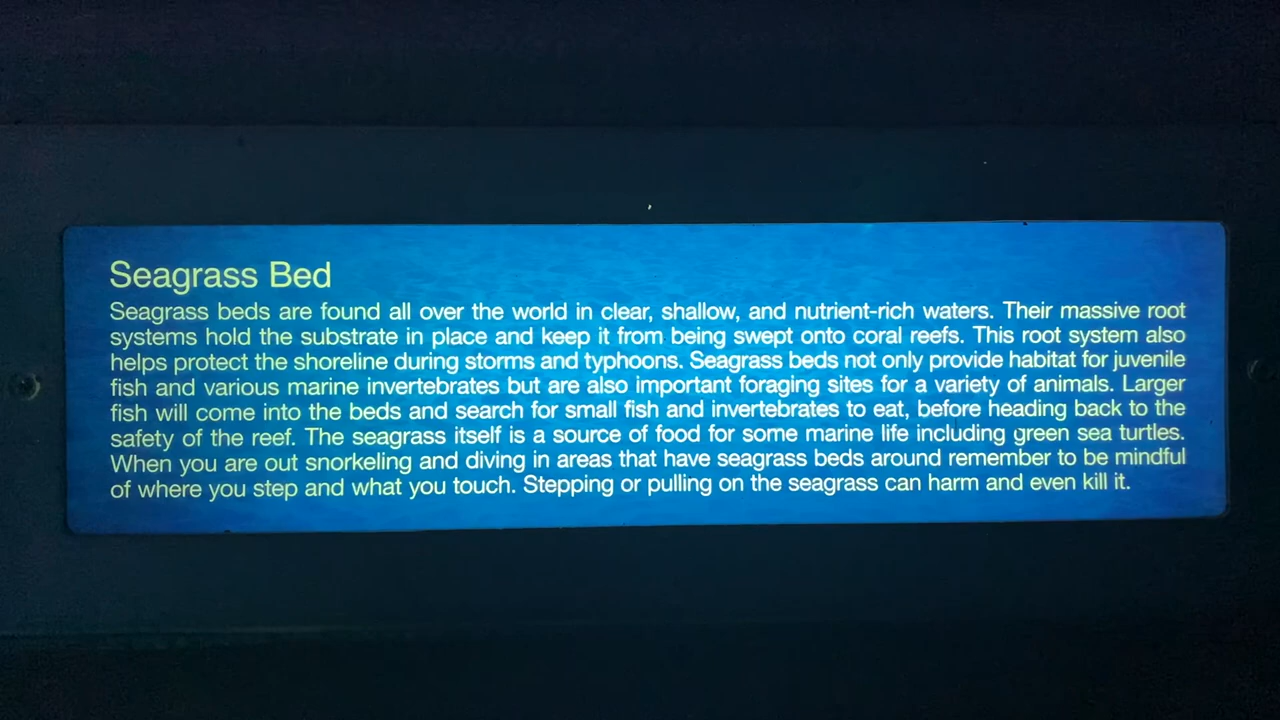 Seagrass Bed
Seagrass beds are found all over the world in clear, shallow, and nutrient-rich waters. Their massive root
systems hold the substrate in place and keep it from being swept onto coral reefs. This root system also
helps protect the shoreline during storms and typhoons. Seagrass beds not only provide habitat for juvenile
fish and various marine invertebrates but are also important foraging sites for a variety of animals. Larger
fish will come into the beds and search for small fish and invertebrates to eat, before heading back to the
safety of the reef. The seagrass itself is a source of food for some marine life including green sea turtles.
When you are out snorkeling and diving in areas that have seagrass beds around remember to be mindful
of where you step and what you touch. Stepping or pulling on the seagrass can harm and even kill it.